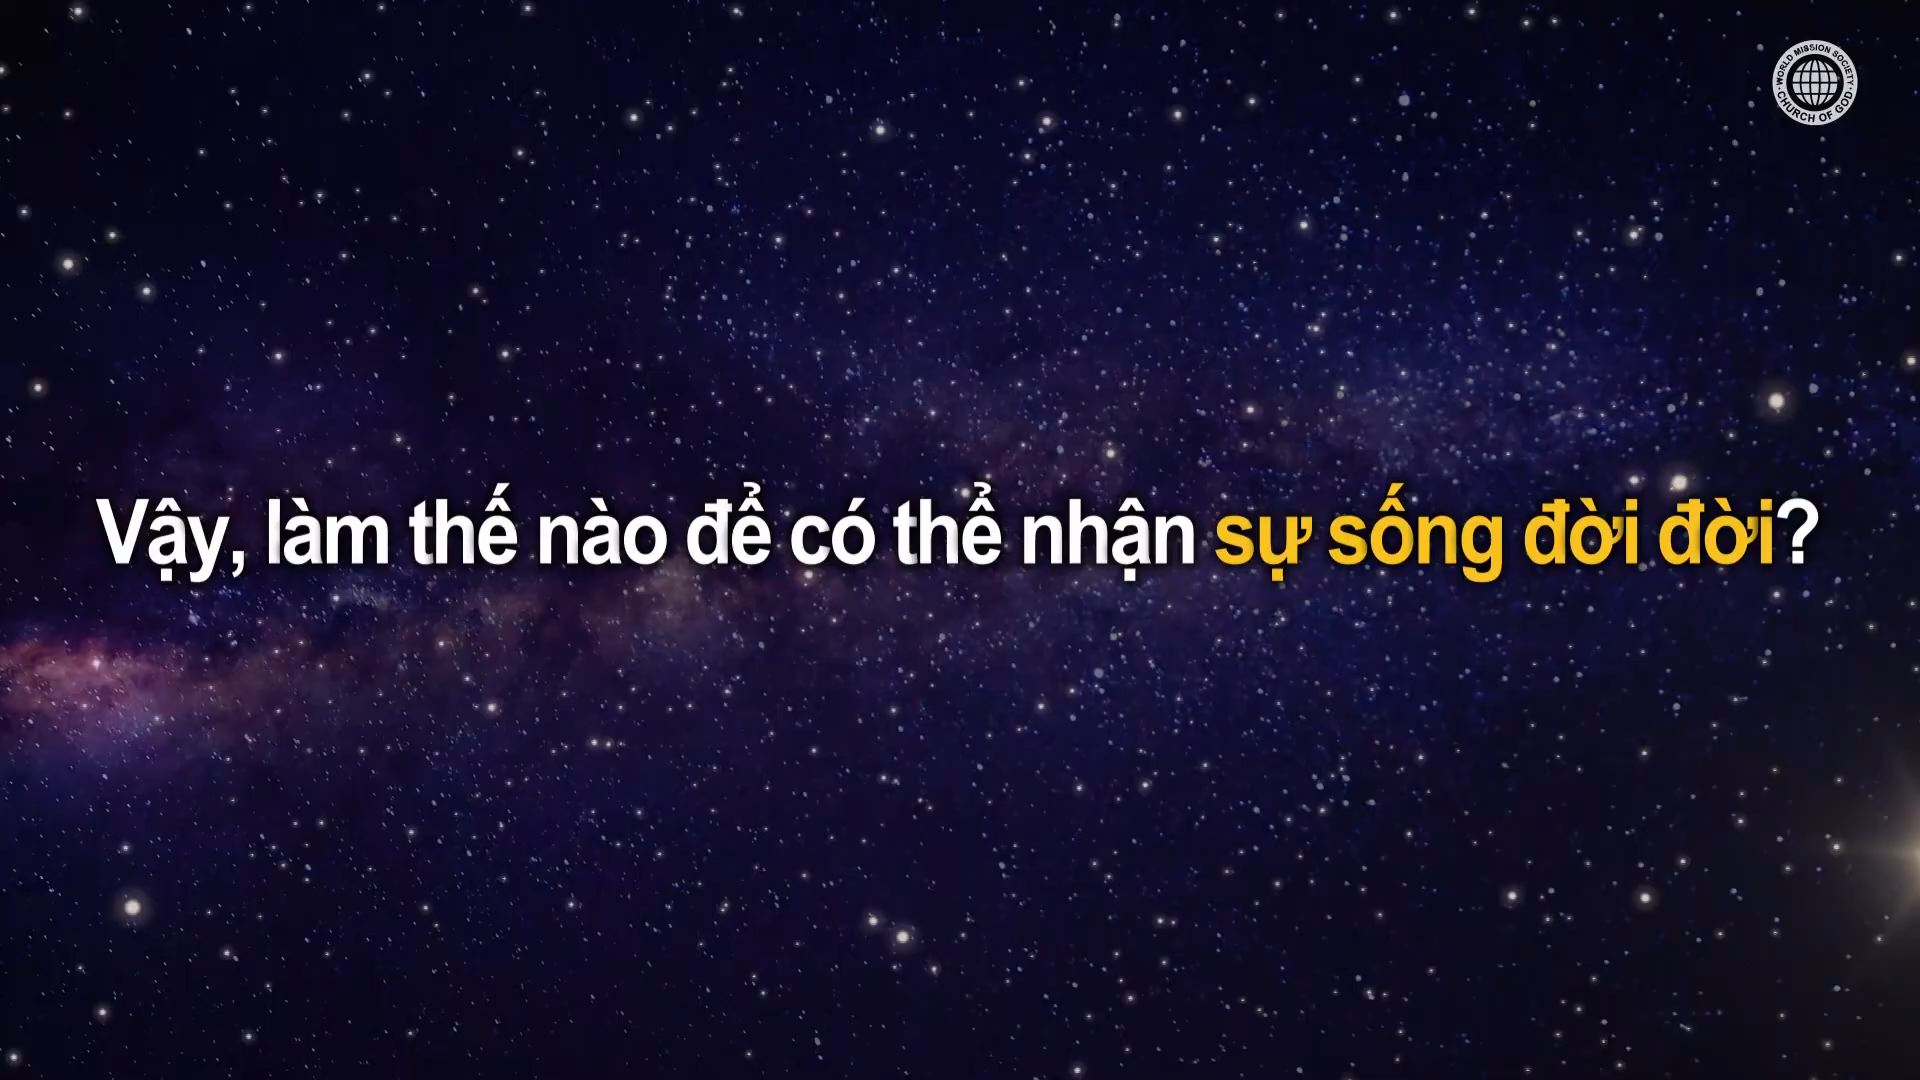 WORLD MISSION SOCIETY
CHURCH OF GOD
Vậy, làm thế nào để có thể nhận sự sống đời đời?